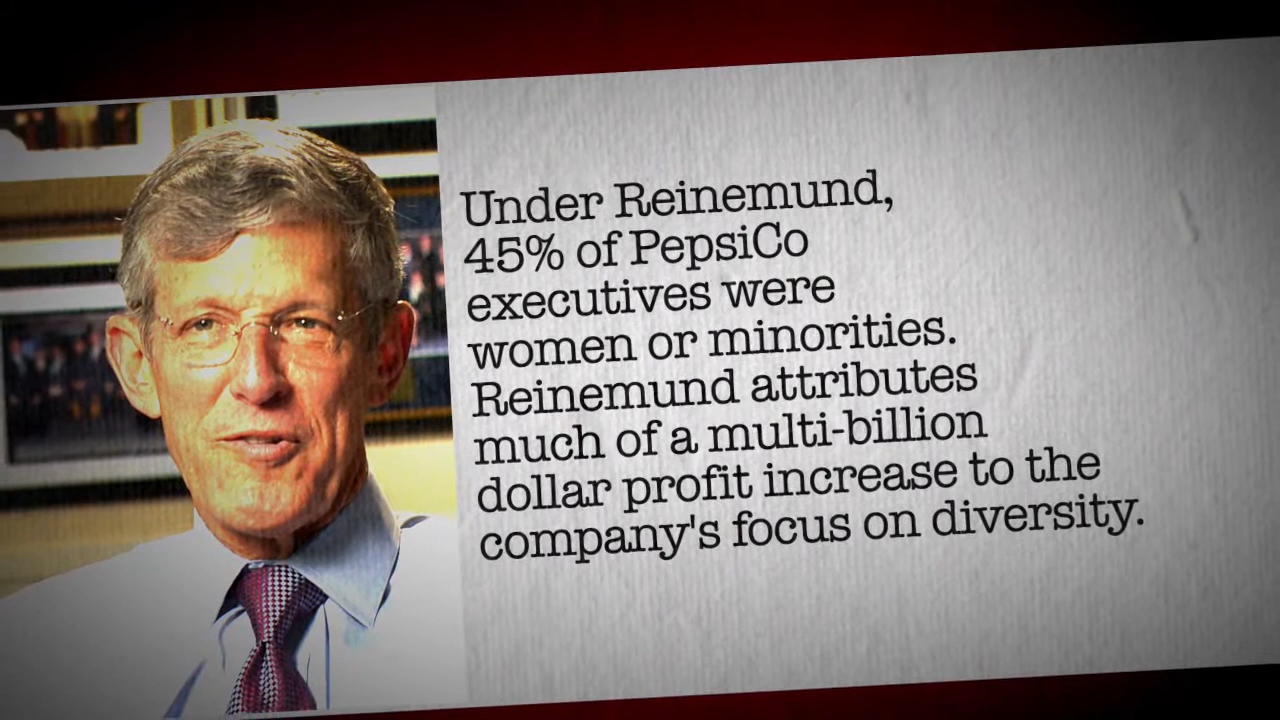 Under Reinemund,
45% of PepsiCo
executives were
women or minorities.
Reinemund attributes
much of a multi-billion
dollar profit increase to the
company's focus on diversity.